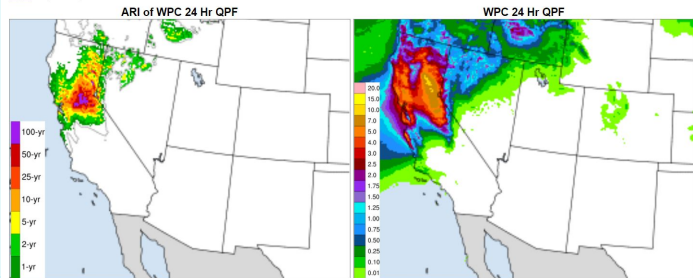 ARI of WPC 24 Hr QPF
100-yr
50-yr
25-yr
10-yr
5-yr
2-yr
1-yr
WPC 24 Hr QPF
20.0
15.0
10.0
7.0
5.0
4.0
3.0
2.5
2.0
1.75
1.50
1.25
1.00
0.75
0.50
0.25
0.10
0.01